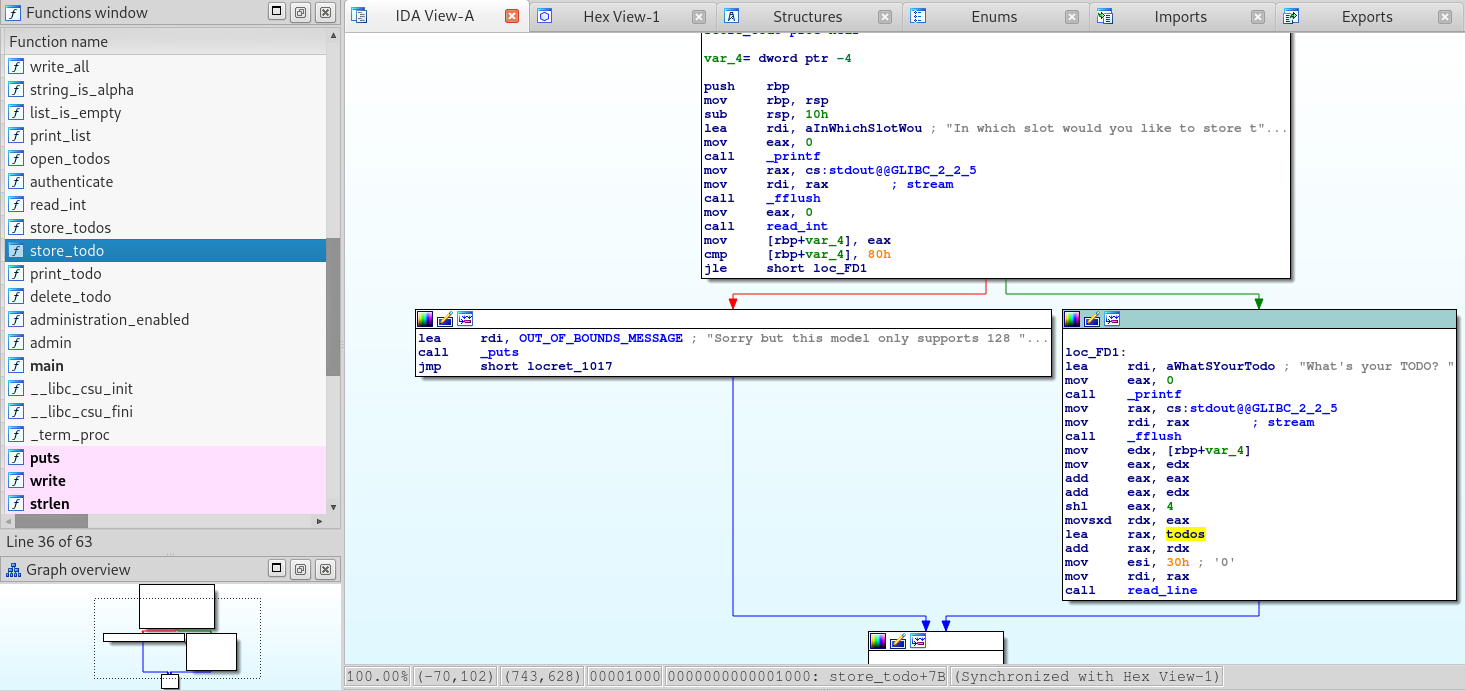 Functions window
Function name
write_all
string_is_alpha
list_is_empty
print_list
open_todos
authenticate
read_int
store_todos
store_todo
print_todo
delete_todo
administration_enabled
admin
main
__libc_csu_init
__libc_csu_fini
_term_proc
puts
write
strlen
Line 36 of 63
Graph overview
IDA View-A
Hex View-1
Structures
Enums
Imports
Exports
var_4= dword ptr -4
push rbp
mov rbp, rsp
sub rsp, 10h
lea rdi, aInWhichSlotWou ; "In which slot would you like to store t"...
mov eax, 0
call _printf
mov rax, cs:stdout@@GLIBC_2_2_5
mov rdi, rax ; stream
call _fflush
mov eax, 0
call read_int
mov [rbp+var_4], eax
cmp [rbp+var_4], 80h
jle short loc_FD1
lea rdi, OUT_OF_BOUNDS_MESSAGE ; "Sorry but this model only supports 128 "...
call _puts
jmp short locret_1017
loc_FD1:
lea rdi, aWhatSYourTodo ; "What's your TODO? "
mov eax, 0
call _printf
mov rax, cs:stdout@@GLIBC_2_2_5
mov rdi, rax ; stream
call _fflush
mov edx, [rbp+var_4]
mov eax, edx
add eax, eax
add eax, edx
shl eax, 4
movsxd rdx, eax
lea rax, todos
add rax, rdx
mov esi, 30h ; '0'
mov rdi, rax
call read_line
100.00% (-70,102) (743,628) 00001000 0000000000001000: store_todo+7B (Synchronized with Hex View-1)